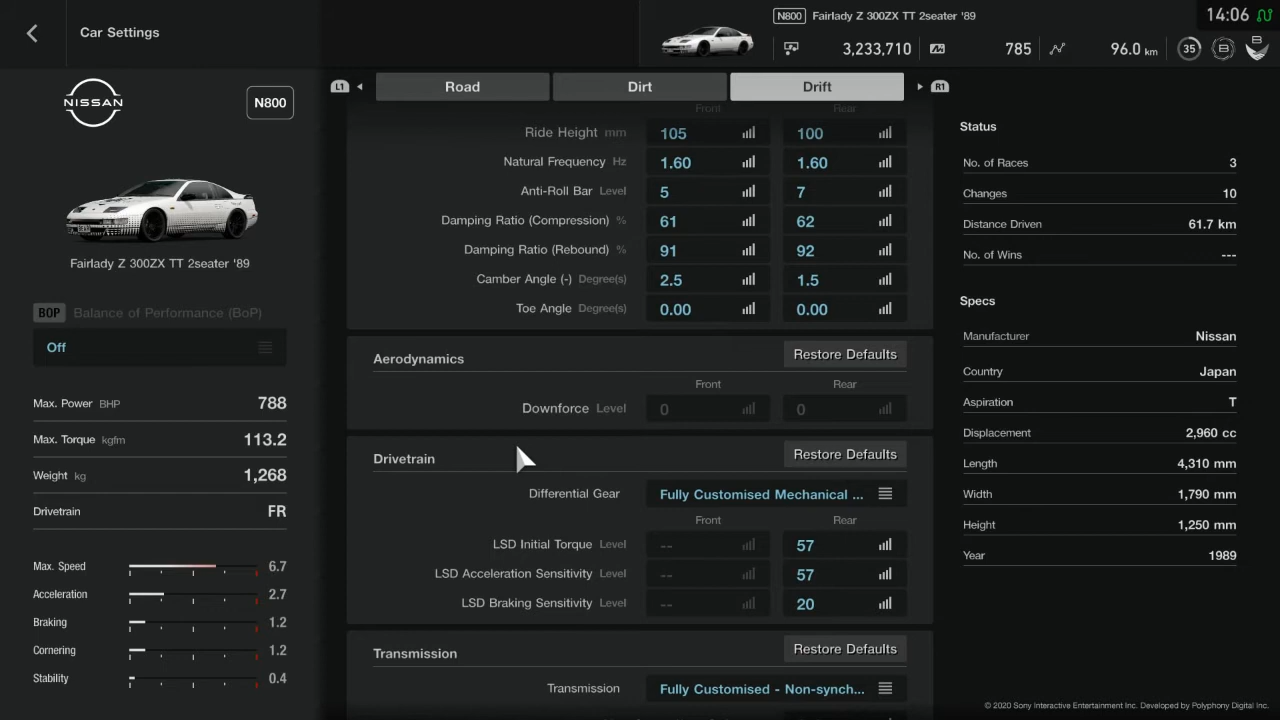 Car Settings
N800 Fairlady Z 300ZX TT 2seater '89
3,233,710 785 96.0 km 35 B B
14:06
NISSAN
N800
Fairlady Z 300ZX TT 2seater '89
BOP Balance of Performance (BoP)
Off
Max. Power BHP 788
Max. Torque kgfm 113.2
Weight kg 1,268
Drivetrain FR
Max. Speed 6.7
Acceleration 2.7
Braking 1.2
Cornering 1.2
Stability 0.4
L1 Road Dirt Drift R1
Front Rear
Ride Height mm 105 100
Natural Frequency Hz 1.60 1.60
Anti-Roll Bar Level 5 7
Damping Ratio (Compression) % 61 62
Damping Ratio (Rebound) % 91 92
Camber Angle (-) Degree(s) 2.5 1.5
Toe Angle Degree(s) 0.00 0.00
Aerodynamics Restore Defaults
Front Rear
Downforce Level 0 0
Drivetrain Restore Defaults
Differential Gear Fully Customised Mechanical ...
Front Rear
LSD Initial Torque Level -- 57
LSD Acceleration Sensitivity Level -- 57
LSD Braking Sensitivity Level -- 20
Transmission Restore Defaults
Transmission Fully Customised - Non-synch...
Status
No. of Races 3
Changes 10
Distance Driven 61.7 km
No. of Wins ---
Specs
Manufacturer Nissan
Country Japan
Aspiration T
Displacement 2,960 cc
Length 4,310 mm
Width 1,790 mm
Height 1,250 mm
Year 1989
© 2020 Sony Interactive Entertainment Inc. Developed by Polyphony Digital Inc.